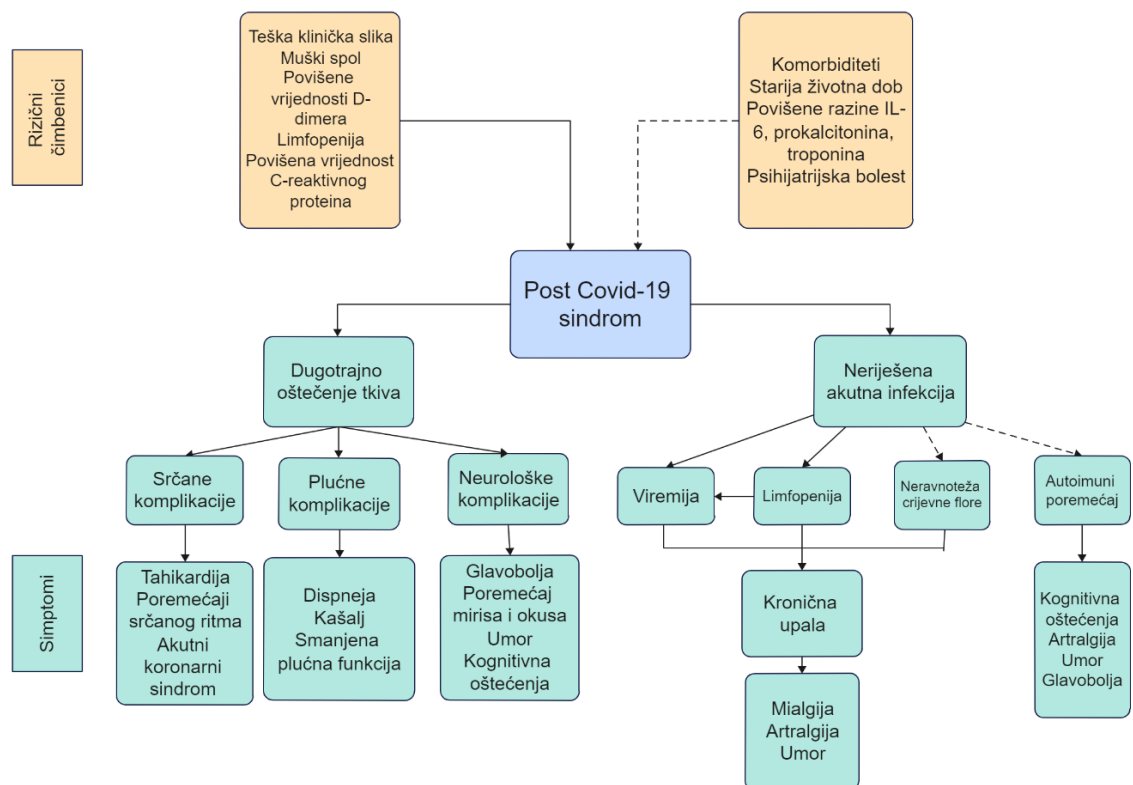 Rizični
čimbenici
Teška klinička slika
Muški spol
Povišene
vrijednosti D-
dimera
Limfopenija
Povišena vrijednost
C-reaktivnog
proteina
Komorbiditeti
Starija životna dob
Povišene razine IL-
6, prokalcitonina,
troponina
Psihijatrijska bolest
Post Covid-19
sindrom
Dugotrajno
oštečenje tkiva
Neriješena
akutna infekcija
Srčane
komplikacije
Plućne
komplikacije
Neurološke
komplikacije
Viremija
Limfopenija
Neravnoteža
crijevne flore
Autoimuni
poremećaj
Simptomi
Tahikardija
Poremećaji
srčanog ritma
Akutni
koronarni
sindrom
Dispneja
Kašalj
Smanjena
plućna funkcija
Glavobolja
Poremećaj
mirisa i okusa
Umor
Kognitivna
oštećenja
Kronična
upala
Mialgija
Artralgija
Umor
Kognitivna
oštećenja
Artralgija
Umor
Glavobolja